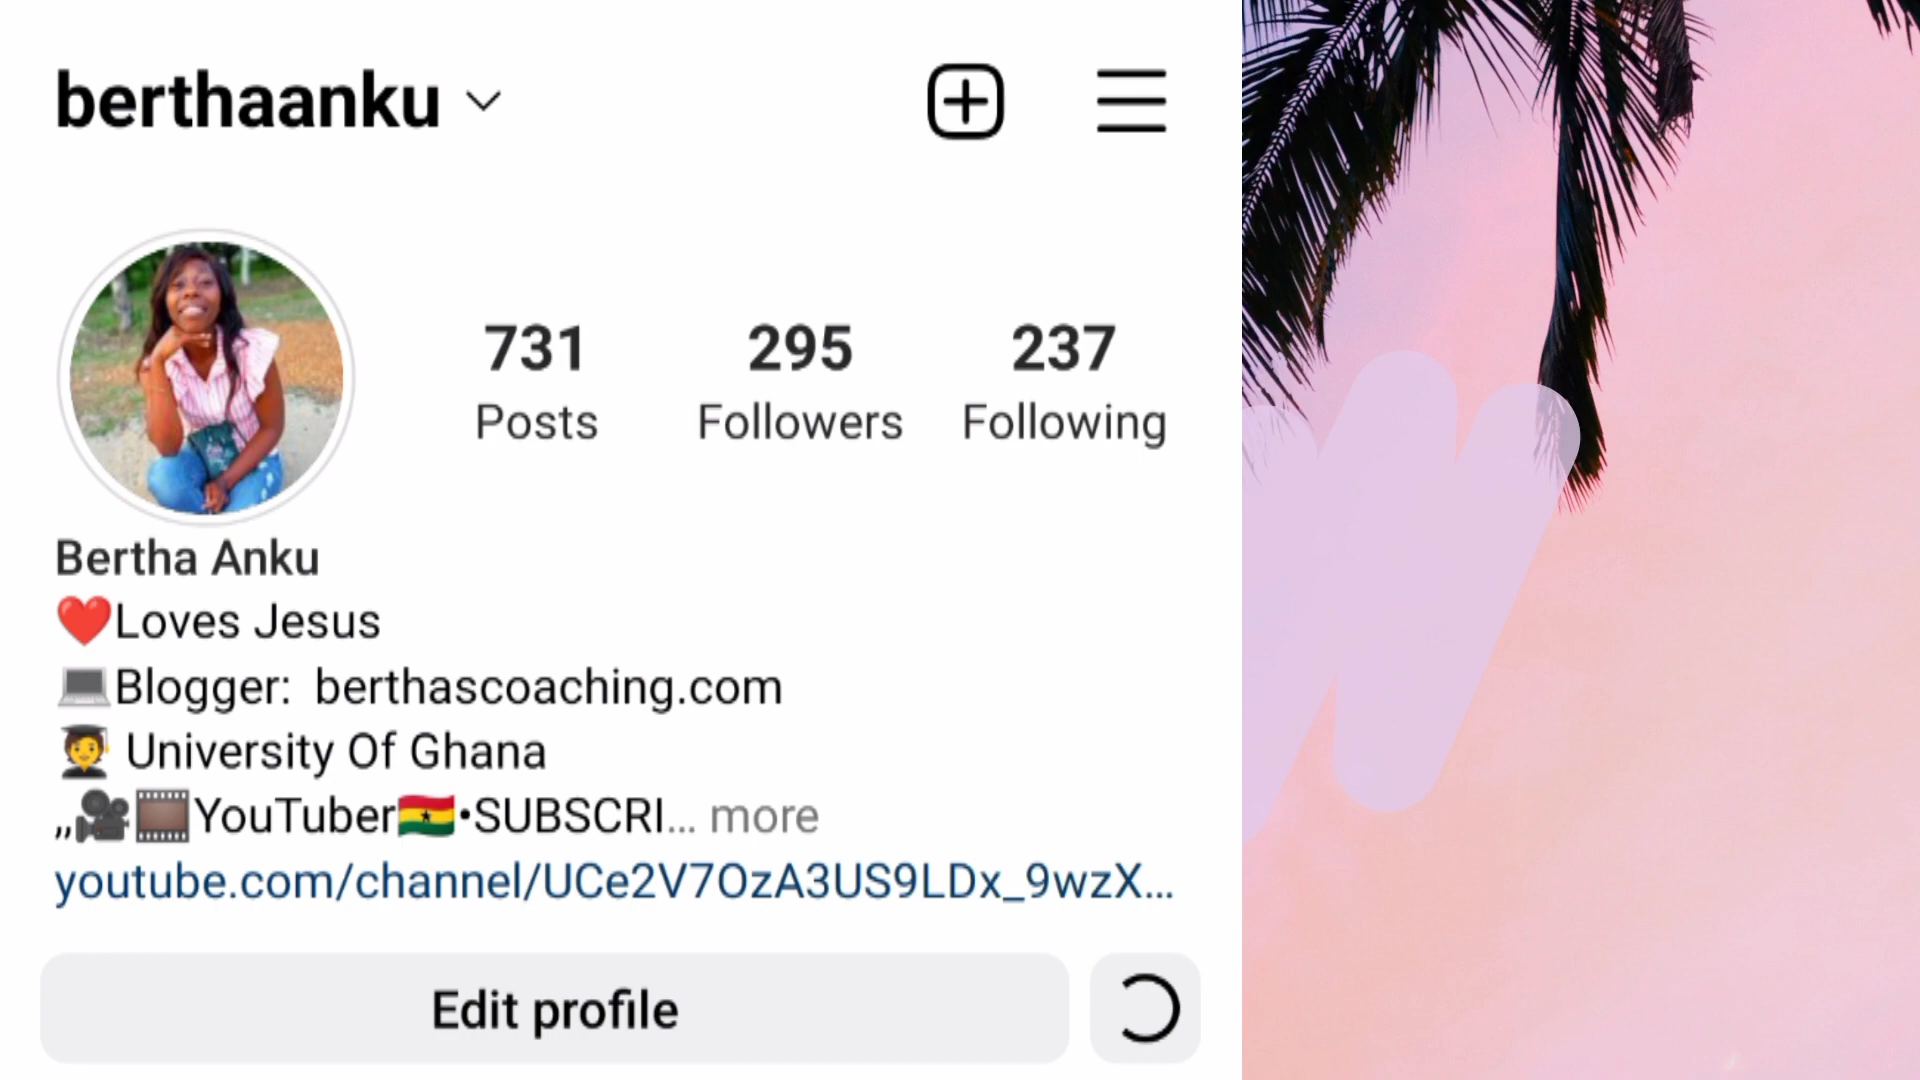 berthaanku
731 295 237
Posts Followers Following
Bertha Anku
❤️Loves Jesus
💻Blogger: berthascoaching.com
🧑‍🎓 University Of Ghana
„🎥🎞️YouTuber🇬🇭•SUBSCRI... more
youtube.com/channel/UCe2V7OzA3US9LDx_9wzX...
Edit profile